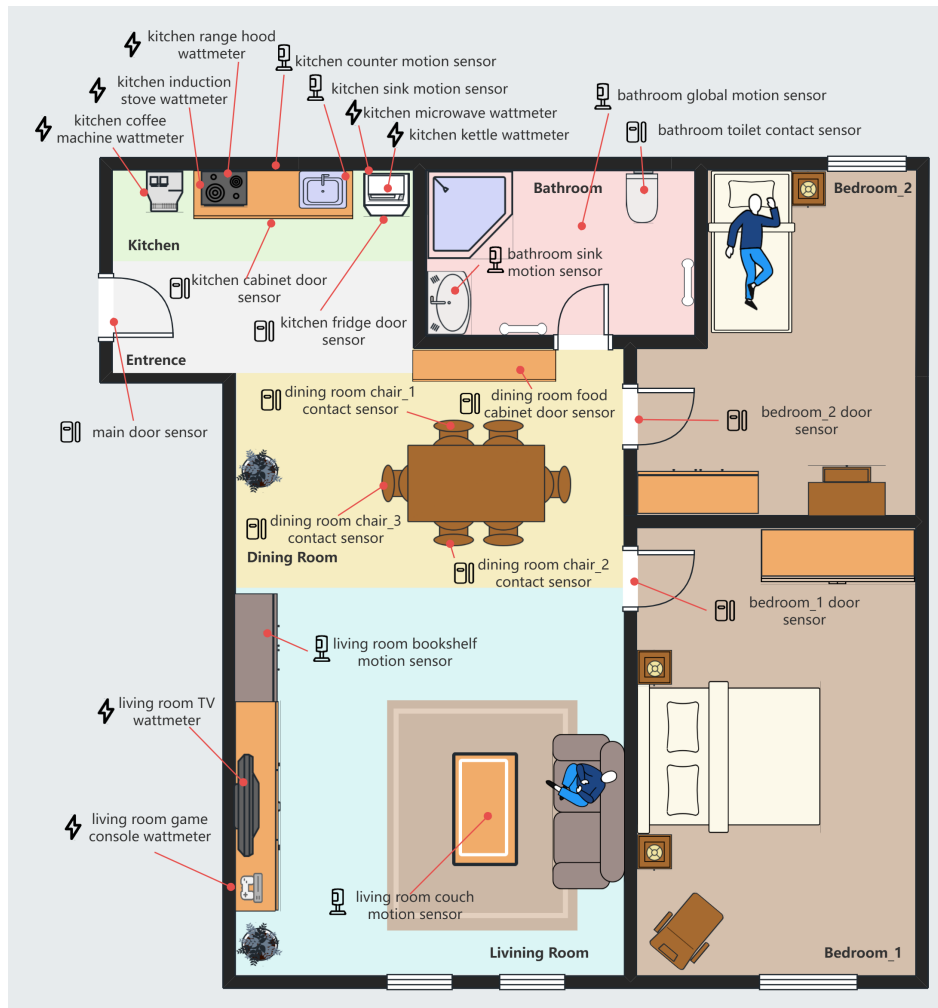 kitchen range hood
wattmeter
kitchen counter motion sensor
kitchen induction
stove wattmeter
kitchen sink motion sensor
kitchen coffee
machine wattmeter
kitchen microwave wattmeter
kitchen kettle wattmeter
bathroom global motion sensor
bathroom toilet contact sensor
Bathroom
Bedroom_2
Kitchen
bathroom sink
motion sensor
kitchen cabinet door
sensor
kitchen fridge door
sensor
Entrence
main door sensor
dining room chair_1
contact sensor
dining room food
cabinet door sensor
bedroom_2 door
sensor
dining room chair_3
contact sensor
Dining Room
dining room chair_2
contact sensor
bedroom_1 door
sensor
living room bookshelf
motion sensor
living room TV
wattmeter
living room game
console wattmeter
living room couch
motion sensor
Livining Room
Bedroom_1